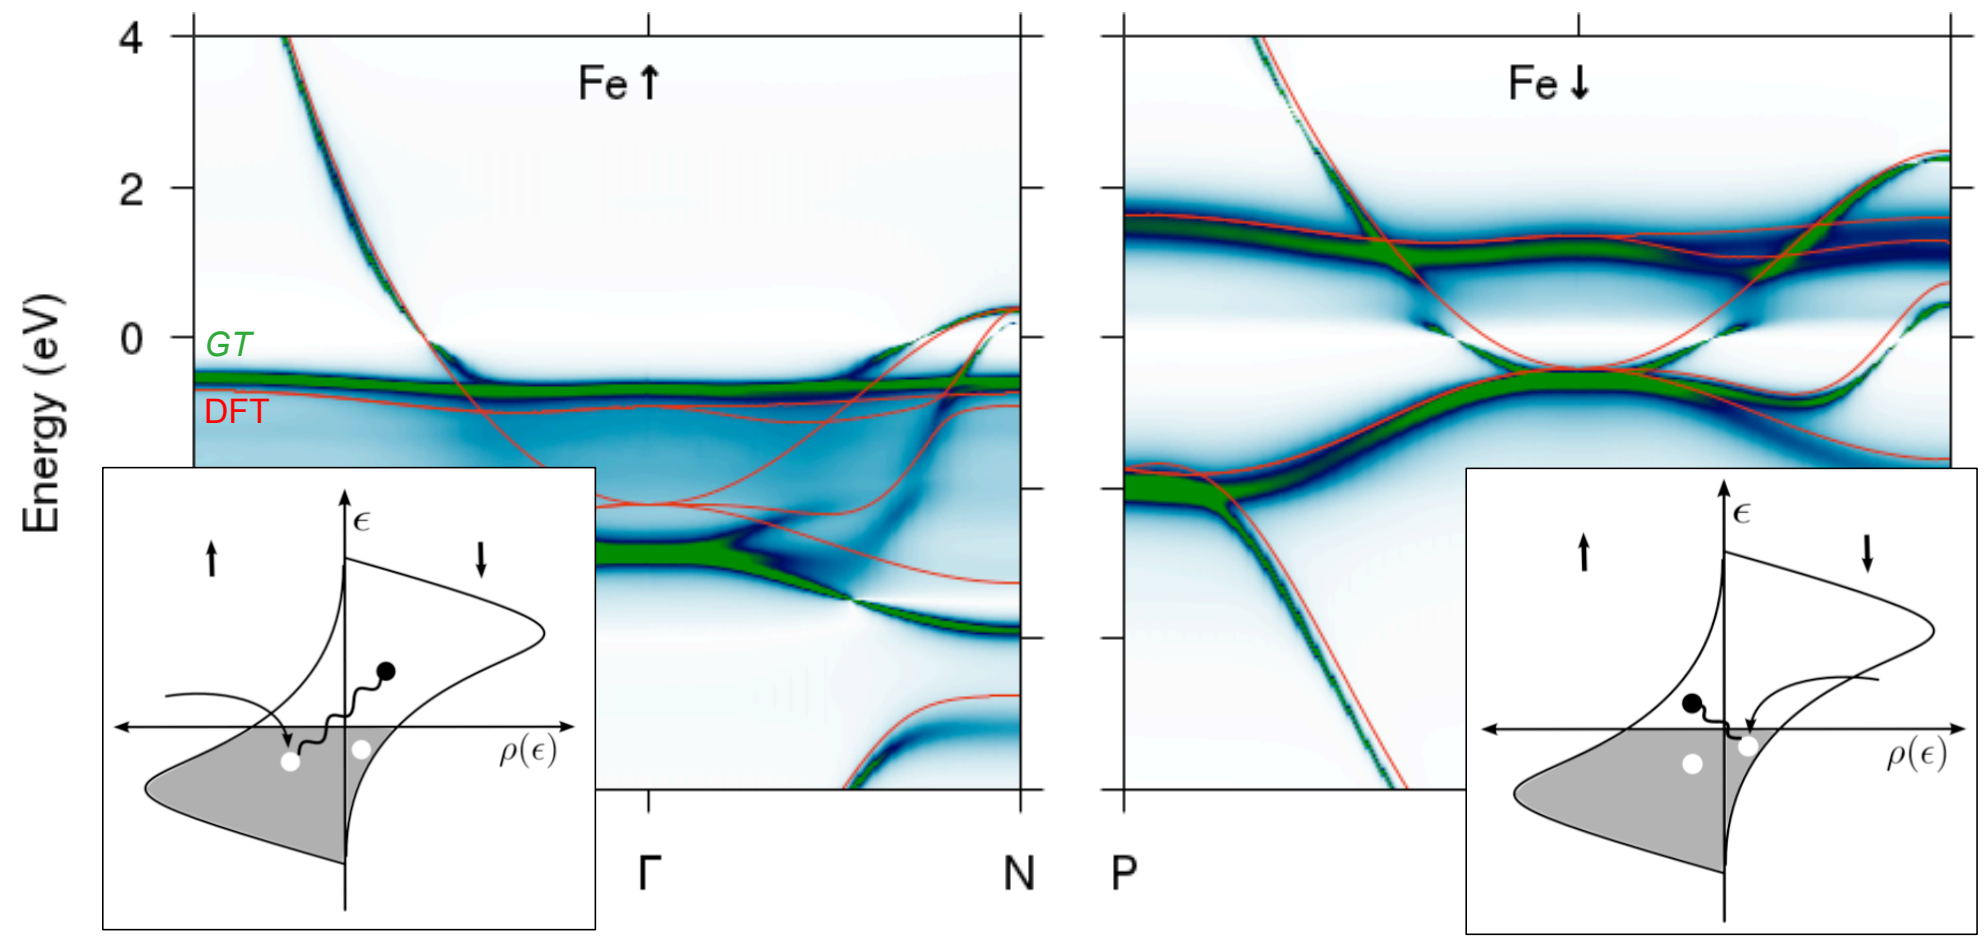 Energy (eV)
4
2
0
Fe ↑
GT
DFT
Γ
N
Fe ↓
P
↑
ϵ
↓
ρ(ϵ)
↑
ϵ
↓
ρ(ϵ)